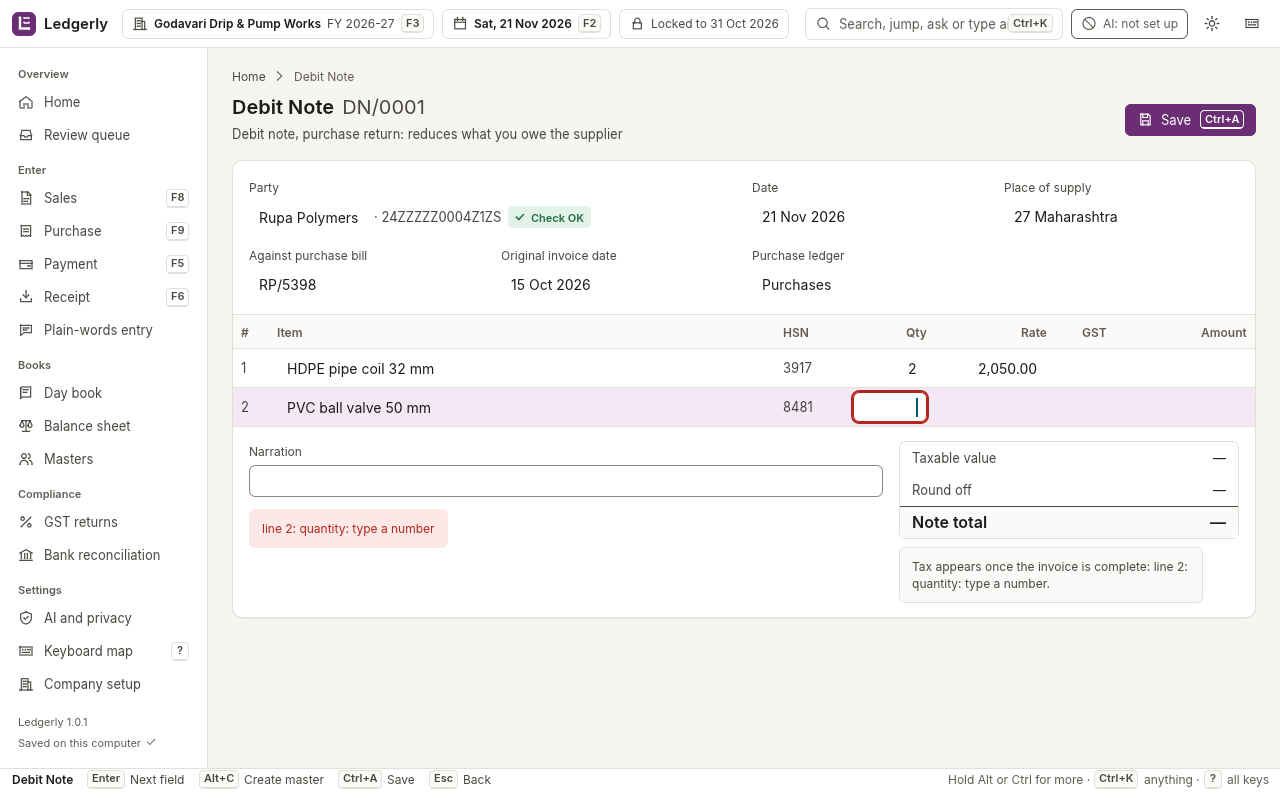 Ledgerly
Godavari Drip & Pump Works FY 2026-27 F3
Sat, 21 Nov 2026 F2
Locked to 31 Oct 2026
Search, jump, ask or type a Ctrl+K
AI: not set up
Overview
Home
Review queue
Enter
Sales F8
Purchase F9
Payment F5
Receipt F6
Plain-words entry
Books
Day book
Balance sheet
Masters
Compliance
GST returns
Bank reconciliation
Settings
AI and privacy
Keyboard map ?
Company setup
Ledgerly 1.0.1
Saved on this computer
Home Debit Note
Debit Note DN/0001
Debit note, purchase return: reduces what you owe the supplier
Save Ctrl+A
Party Date Place of supply
Rupa Polymers · 24ZZZZZ0004Z1ZS Check OK 21 Nov 2026 27 Maharashtra
Against purchase bill Original invoice date Purchase ledger
RP/5398 15 Oct 2026 Purchases
# Item HSN Qty Rate GST Amount
1 HDPE pipe coil 32 mm 3917 2 2,050.00
2 PVC ball valve 50 mm 8481
Narration
line 2: quantity: type a number
Taxable value —
Round off —
Note total —
Tax appears once the invoice is complete: line 2:
quantity: type a number.
Debit Note Enter Next field Alt+C Create master Ctrl+A Save Esc Back
Hold Alt or Ctrl for more · Ctrl+K anything · ? all keys